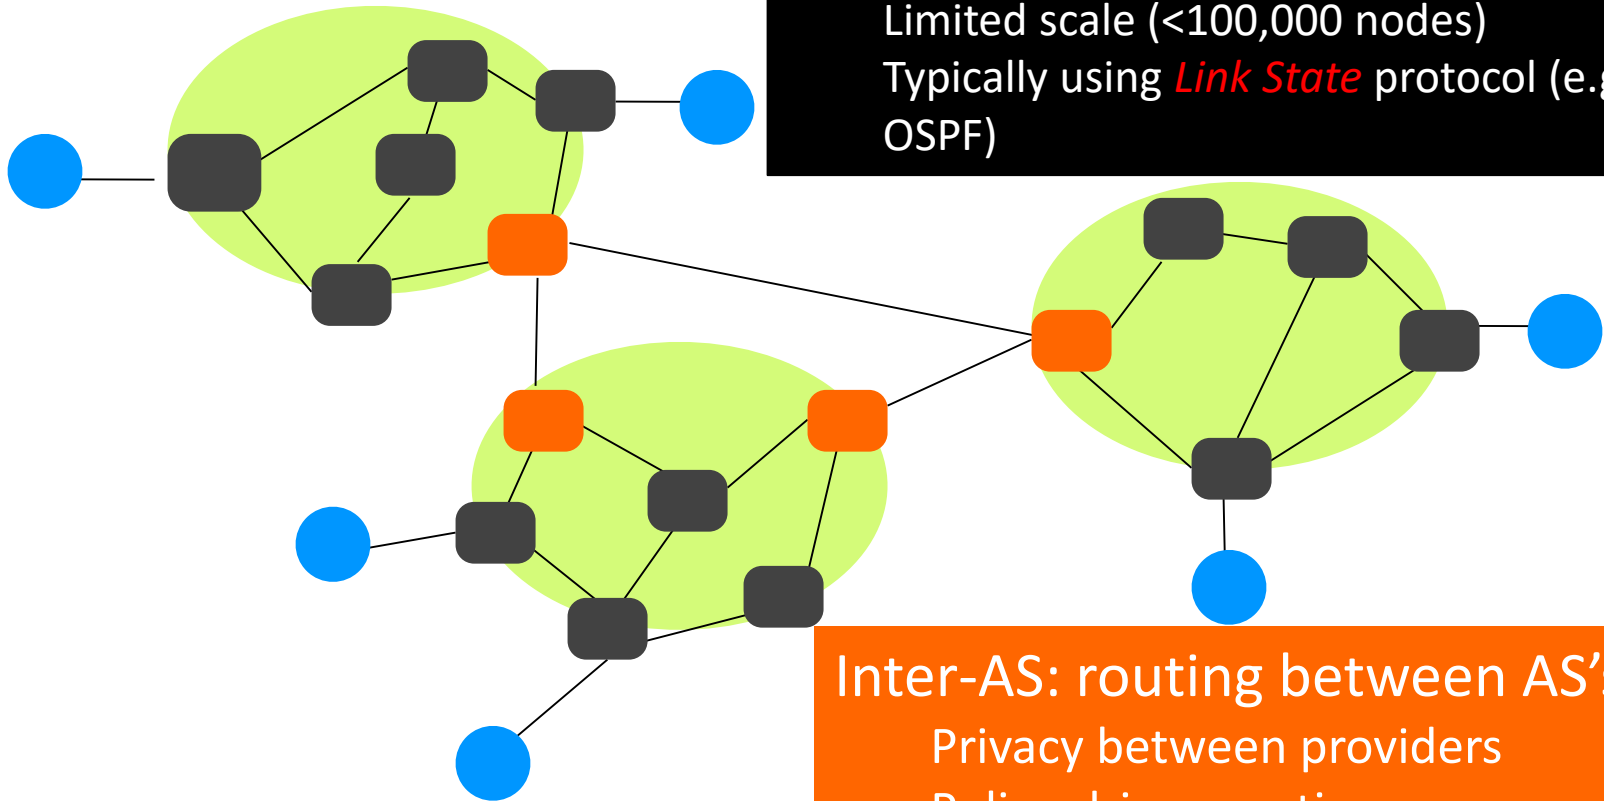 Limited scale (<100,000 nodes)
Typically using Link State protocol (e.g
OSPF)
Inter-AS: routing between AS’s
Privacy between providers